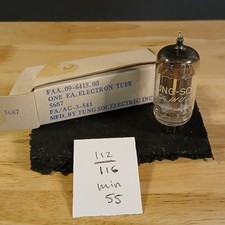 FAA. 09-6415.00
ONE EA. ELECTRON TUBE
5687
FA/AC-3-541
MFD. BY TUNG SOL ELECTRIC INC
5687
UNG-SO
112
116
min
55